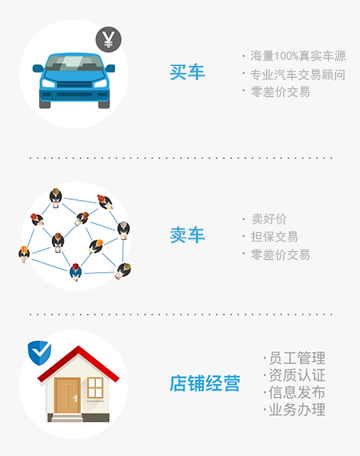 ¥
买车
· 海量100%真实车源
· 专业汽车交易顾问
· 零差价交易
卖车
· 卖好价
· 担保交易
· 零差价交易
店铺经营
·员工管理
·资质认证
·信息发布
·业务办理